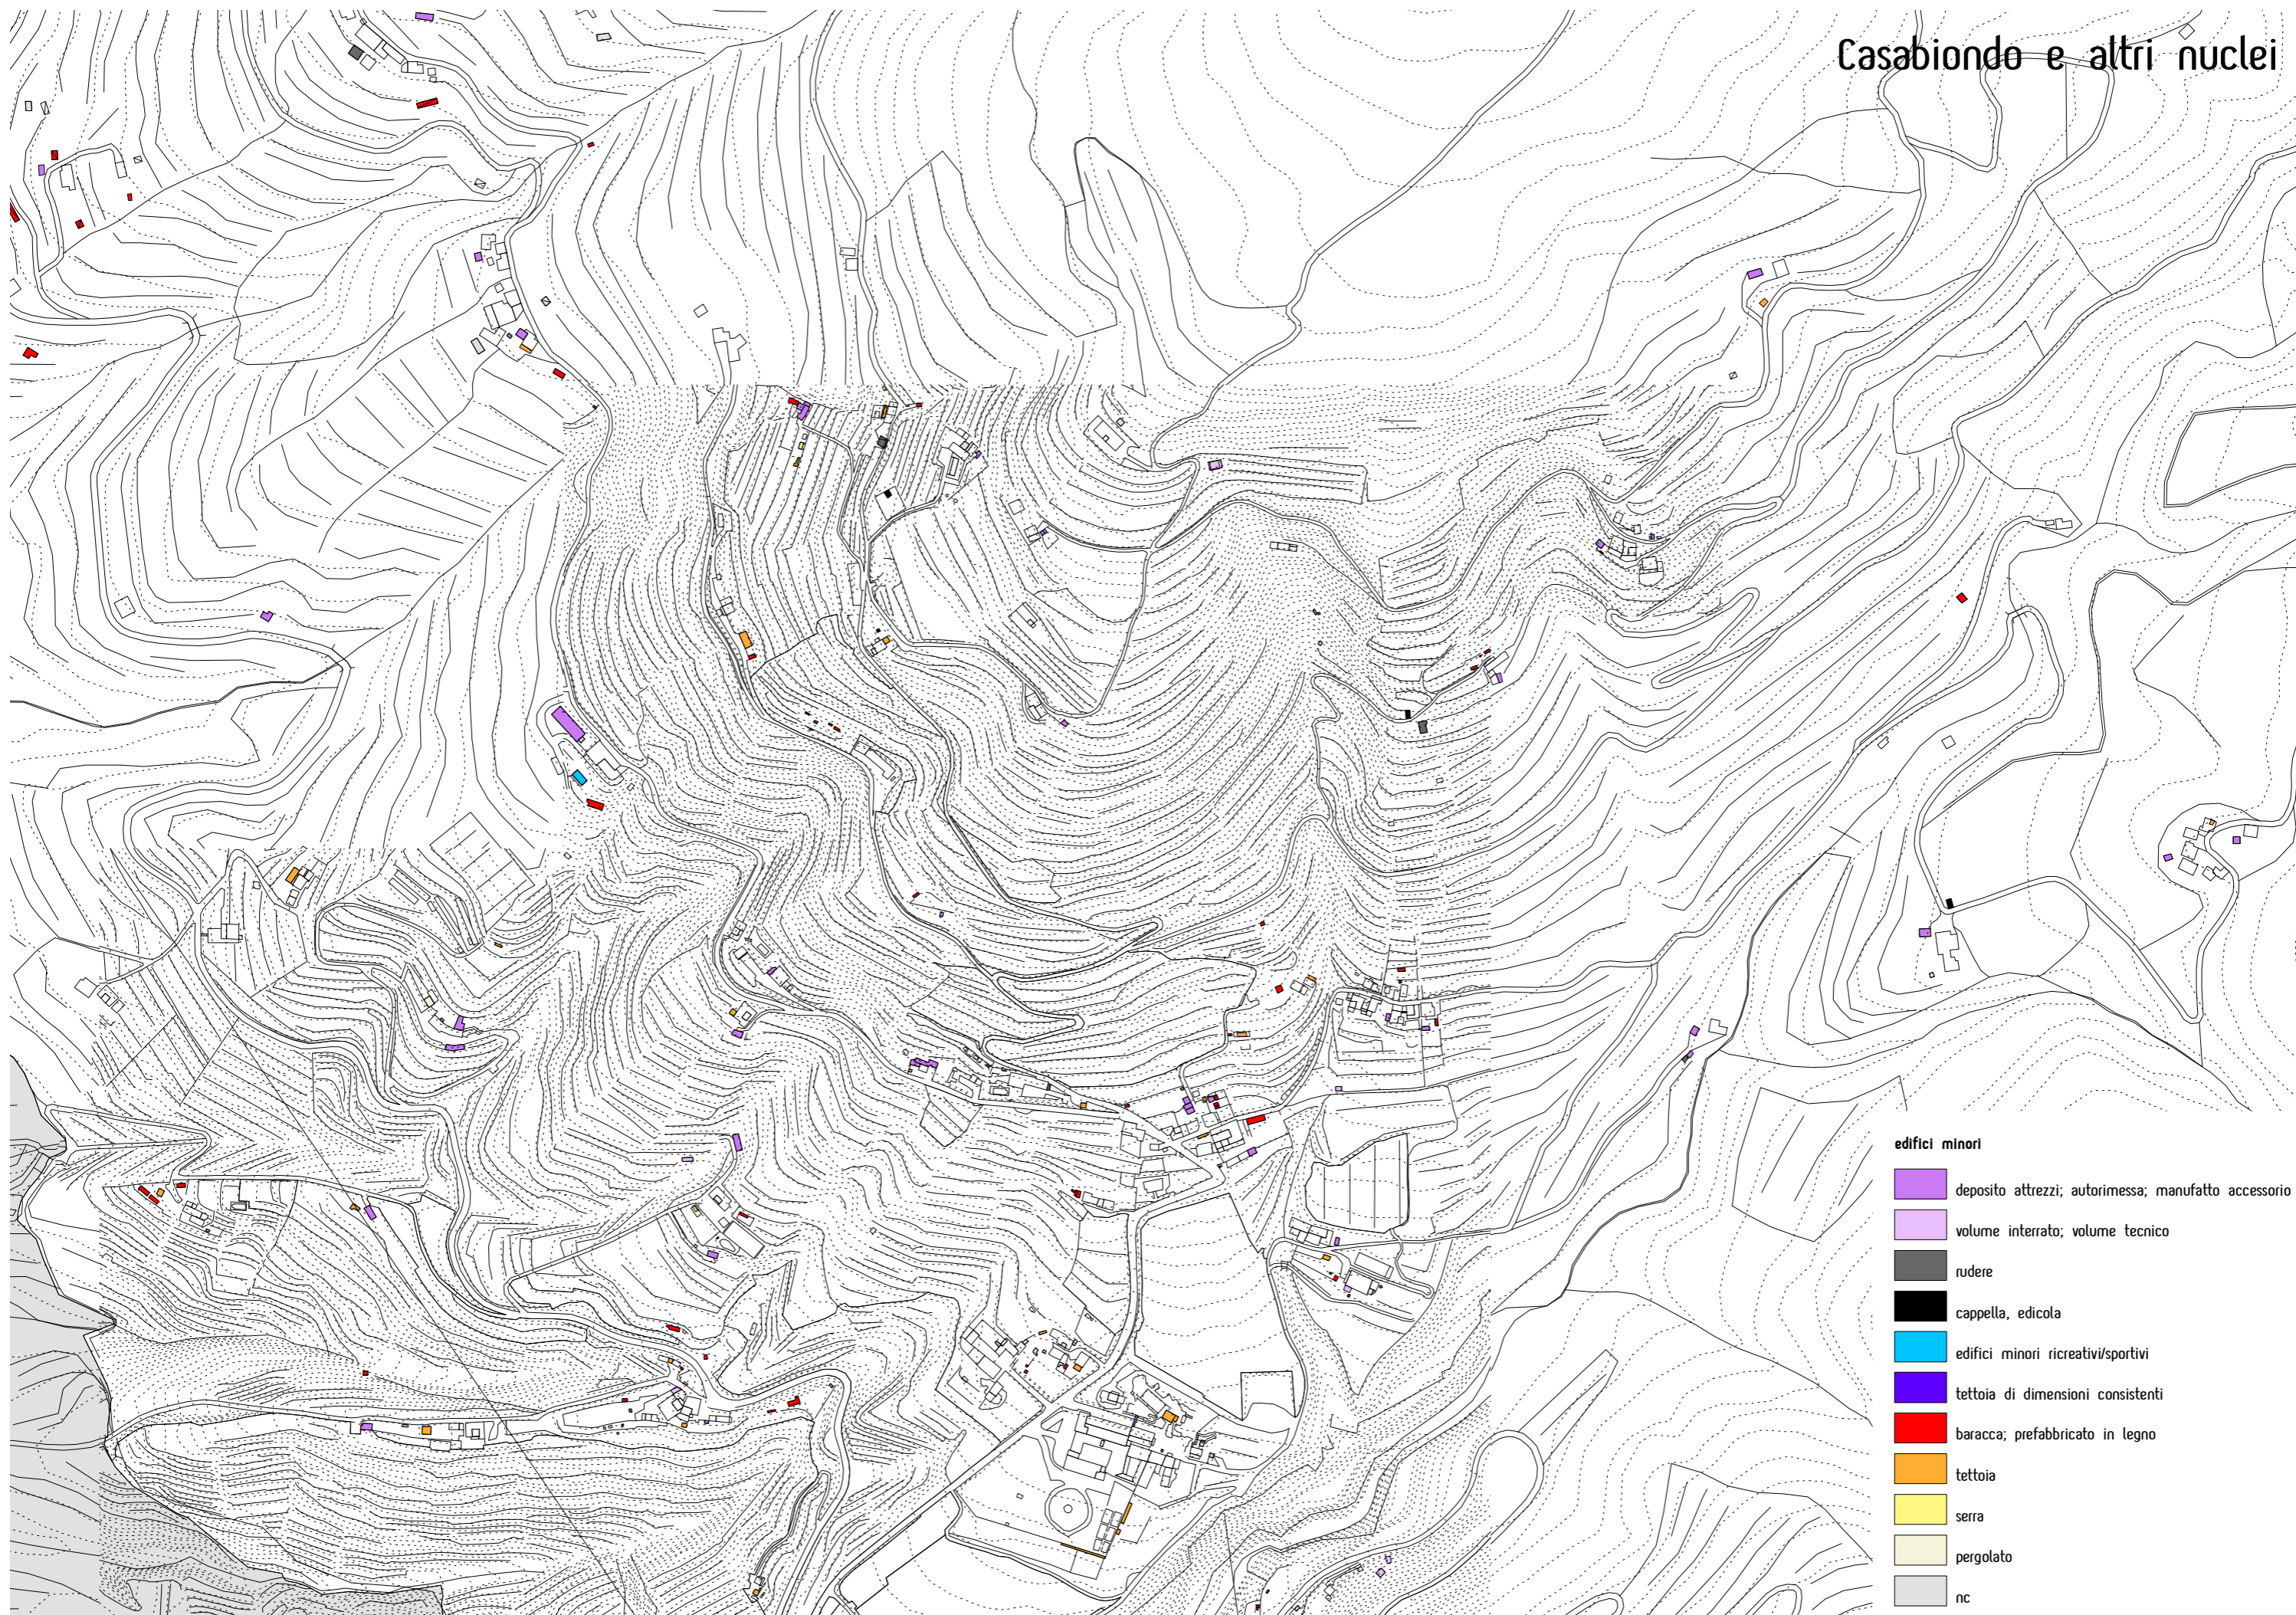 Casabiondo e altri nuclei
edifici minori
deposito attrezzi; autorimessa; manufatto accessorio
volume interrato; volume tecnico
rudere
cappella, edicola
edifici minori ricreativi/sportivi
tettoia di dimensioni consistenti
baracca; prefabbricato in legno
tettoia
serra
pergolato
nc